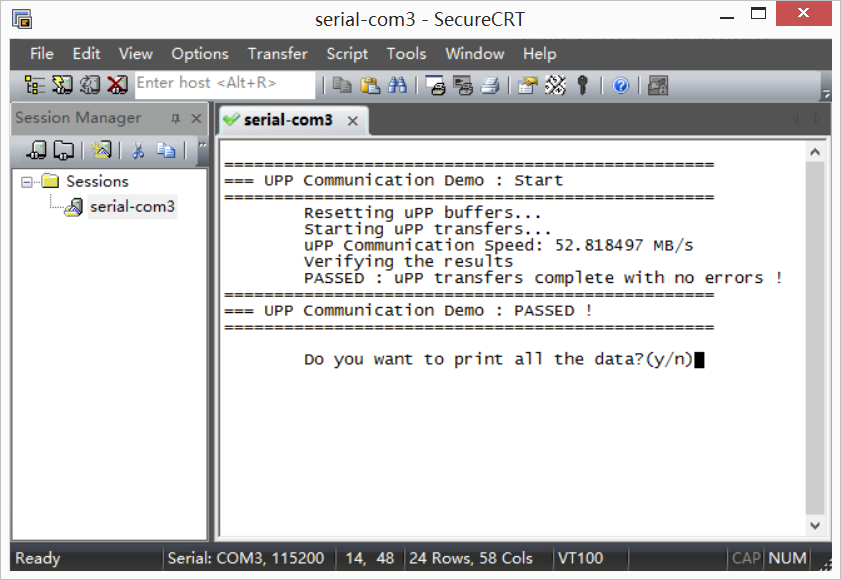 serial-com3 - SecureCRT
File Edit View Options Transfer Script Tools Window Help
Enter host <Alt+R>
Session Manager
serial-com3
Sessions
serial-com3
=================================================
=== UPP Communication Demo : Start
=================================================
Resetting uPP buffers...
Starting uPP transfers...
uPP Communication Speed: 52.818497 MB/s
Verifying the results
PASSED : uPP transfers complete with no errors !
=================================================
=== UPP Communication Demo : PASSED !
=================================================
Do you want to print all the data?(y/n)
Ready Serial: COM3, 115200 14, 48 24 Rows, 58 Cols VT100 CAP NUM